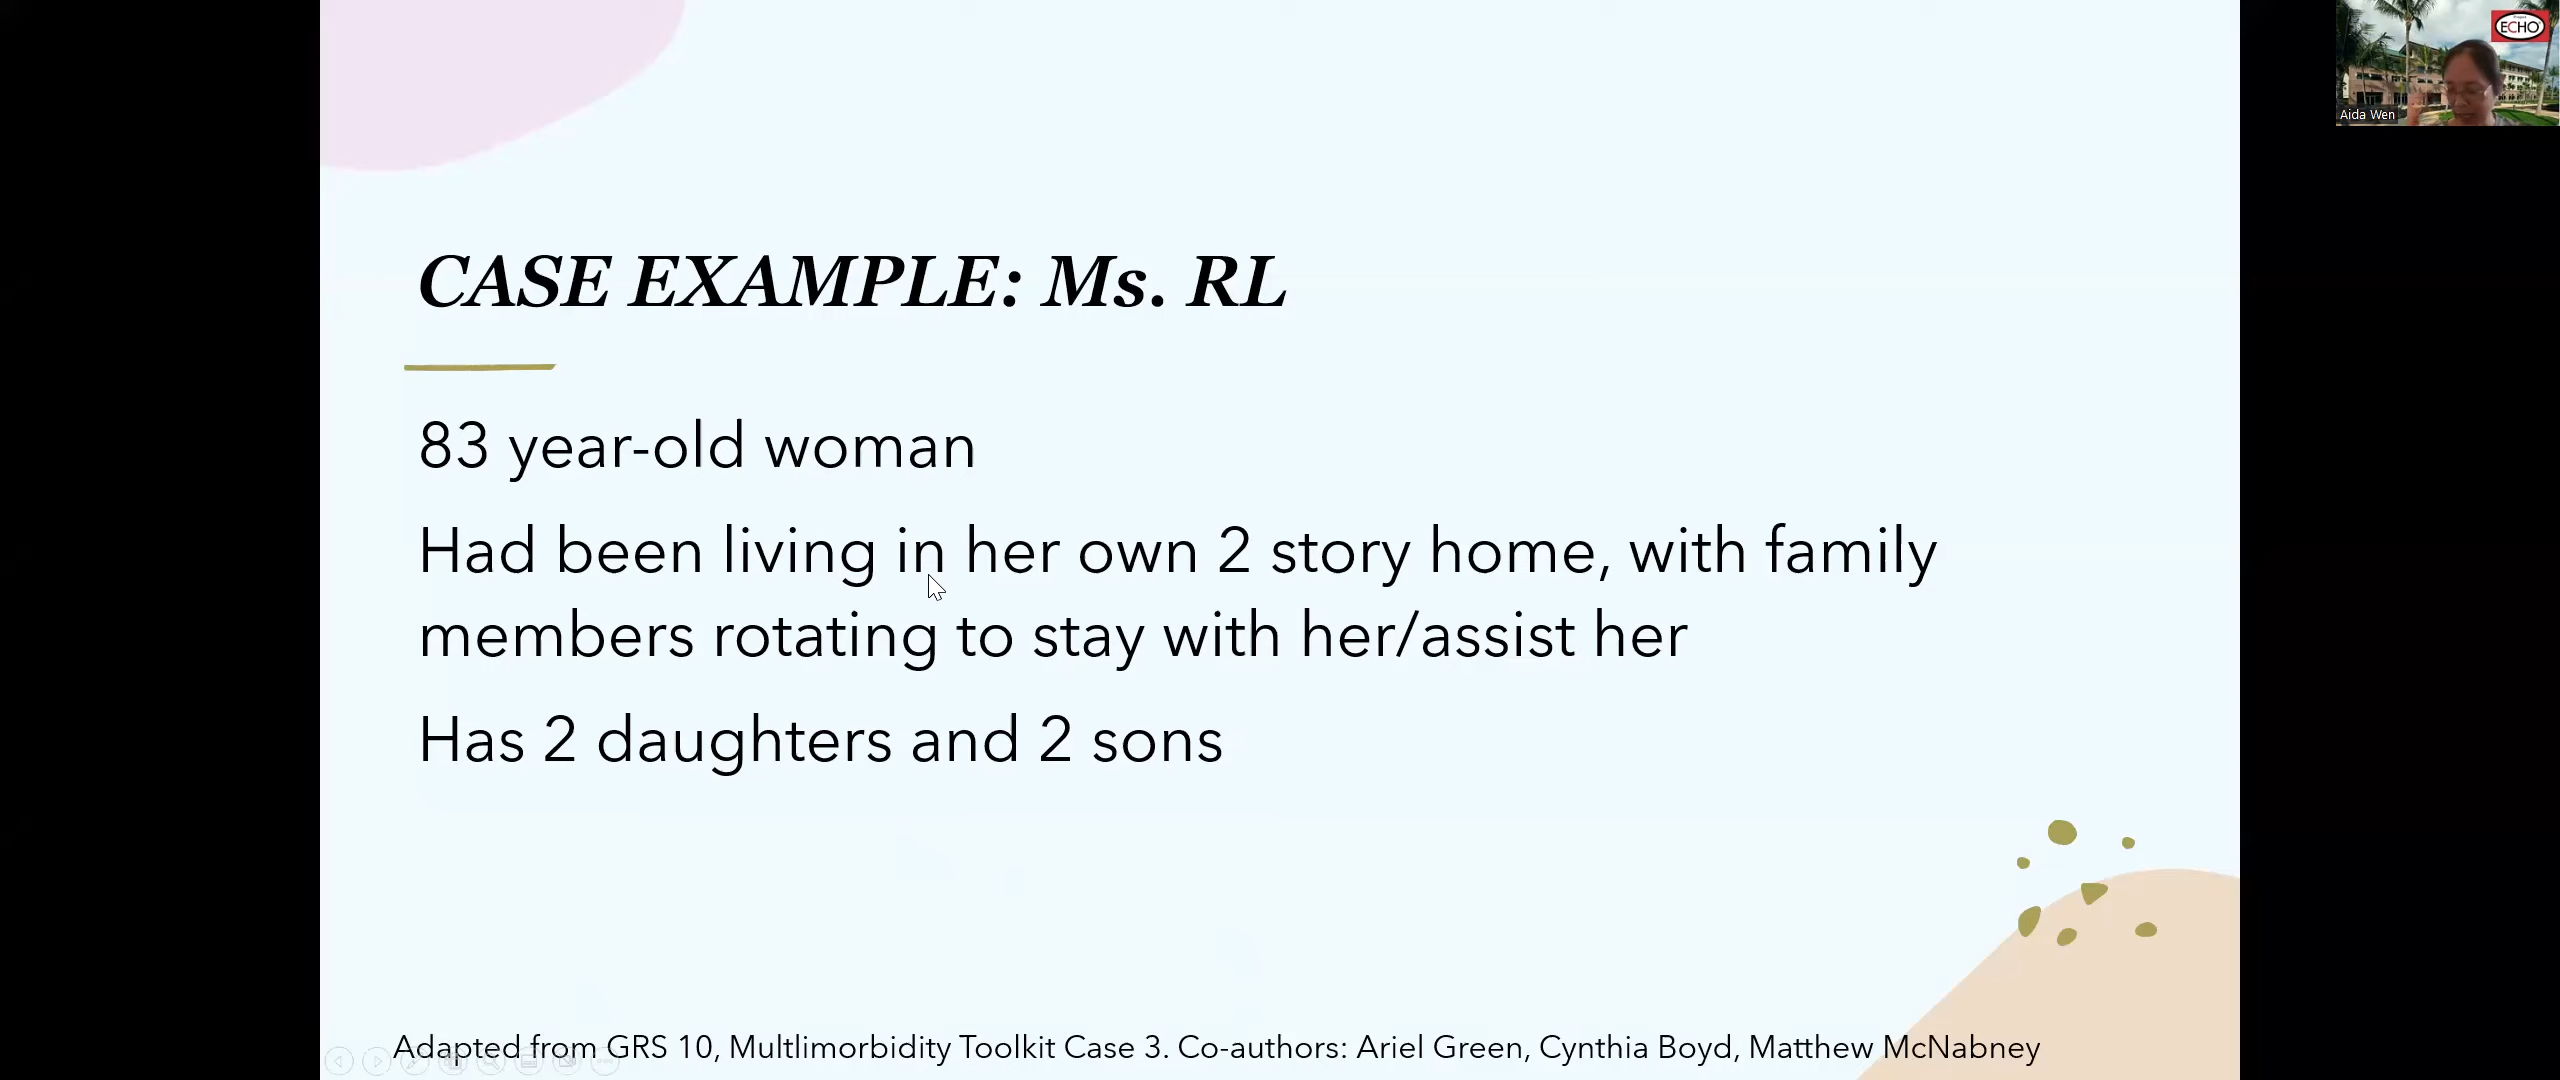 ECHO
Aida Wen
CASE EXAMPLE: Ms. RL
83 year-old woman
Had been living in her own 2 story home, with family
members rotating to stay with her/assist her
Has 2 daughters and 2 sons
Adapted from GRS 10, Multlimorbidity Toolkit Case 3. Co-authors: Ariel Green, Cynthia Boyd, Matthew McNabney